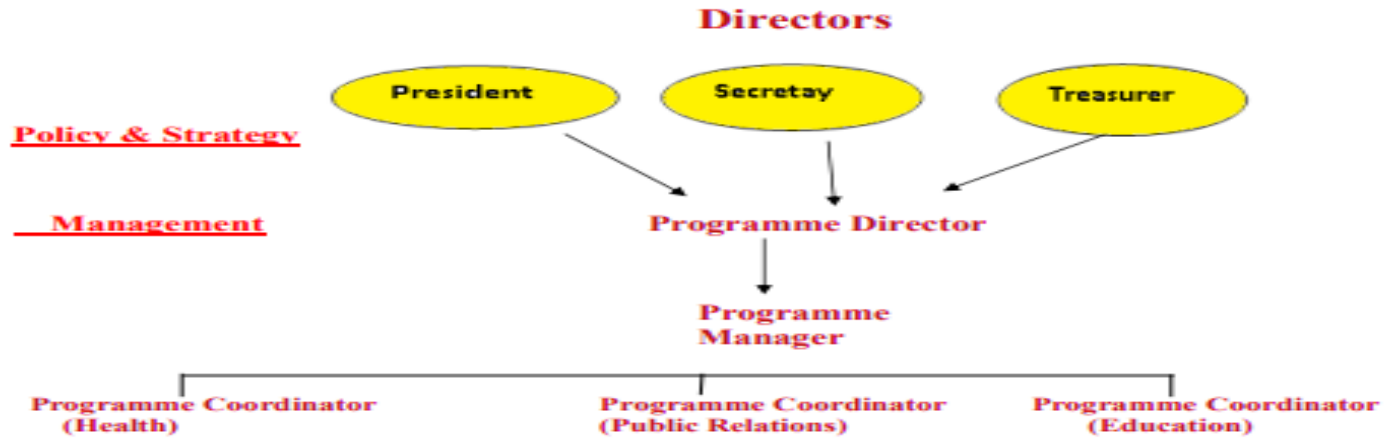 Directors
President
Secretay
Treasurer
Policy & Strategy
Management
Programme Director
Programme
Manager
Programme Coordinator
(Health)
Programme Coordinator
(Public Relations)
Programme Coordinator
(Education)